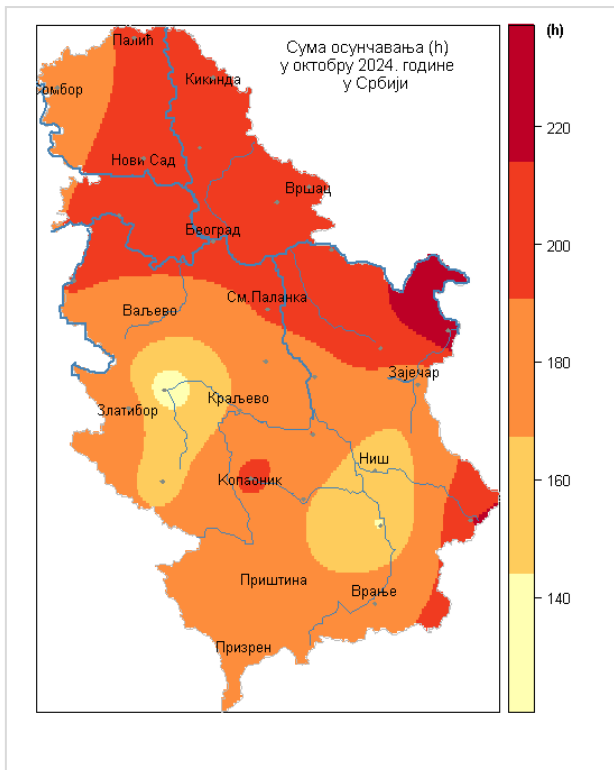 Сума осунчавања (h)
у октобру 2024. године
у Србији
(h)
Палић
Кикинда
Нови Сад
Вршац
Београд
См.Паланка
Ваљево
Зајечар
Златибор
Краљево
Ниш
Копаоник
Приштина
Врање
Призрен
220
200
180
160
140